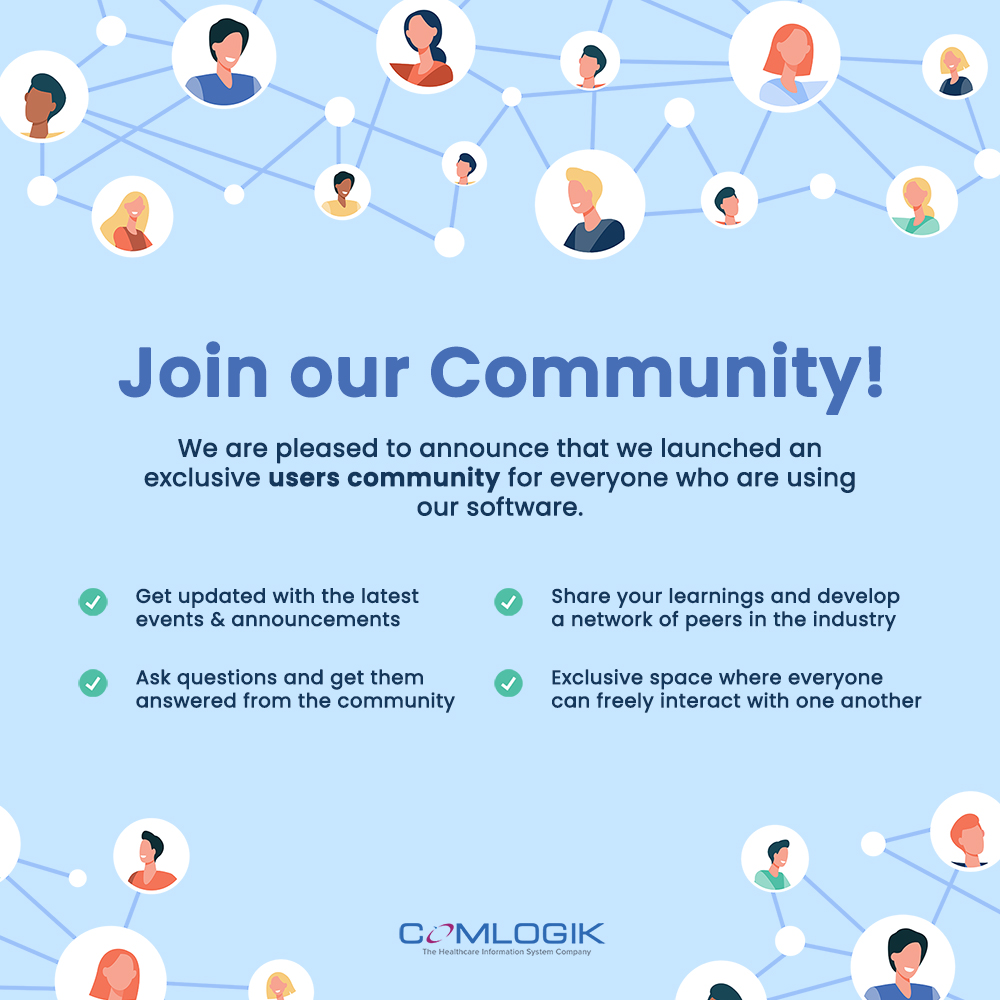 Join our Community!
We are pleased to announce that we launched an
exclusive users community for everyone who are using
our software.
Get updated with the latest
events & announcements
Share your learnings and develop
a network of peers in the industry
Ask questions and get them
answered from the community
Exclusive space where everyone
can freely interact with one another
COMLOGIK
The Healthcare Information System Company